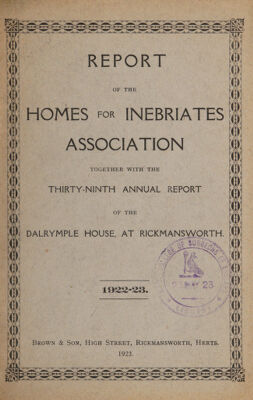 REPORT
OF THE
HOMES FOR INEBRIATES
ASSOCIATION
TOGETHER WITH THE
THIRTY-NINTH ANNUAL REPORT
OF THE
DALRYMPLE HOUSE, AT RICKMANSWORTH.
1922-23.
BROWN & SON, HIGH STREET, RICKMANSWORTH, HERTS.
1923.